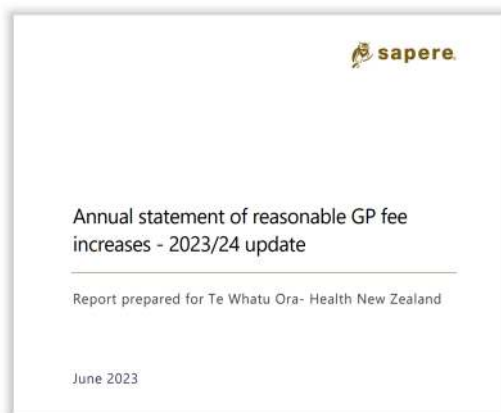 sapere
Annual statement of reasonable GP fee
increases - 2023/24 update
Report prepared for Te Whatu Ora- Health New Zealand
June 2023